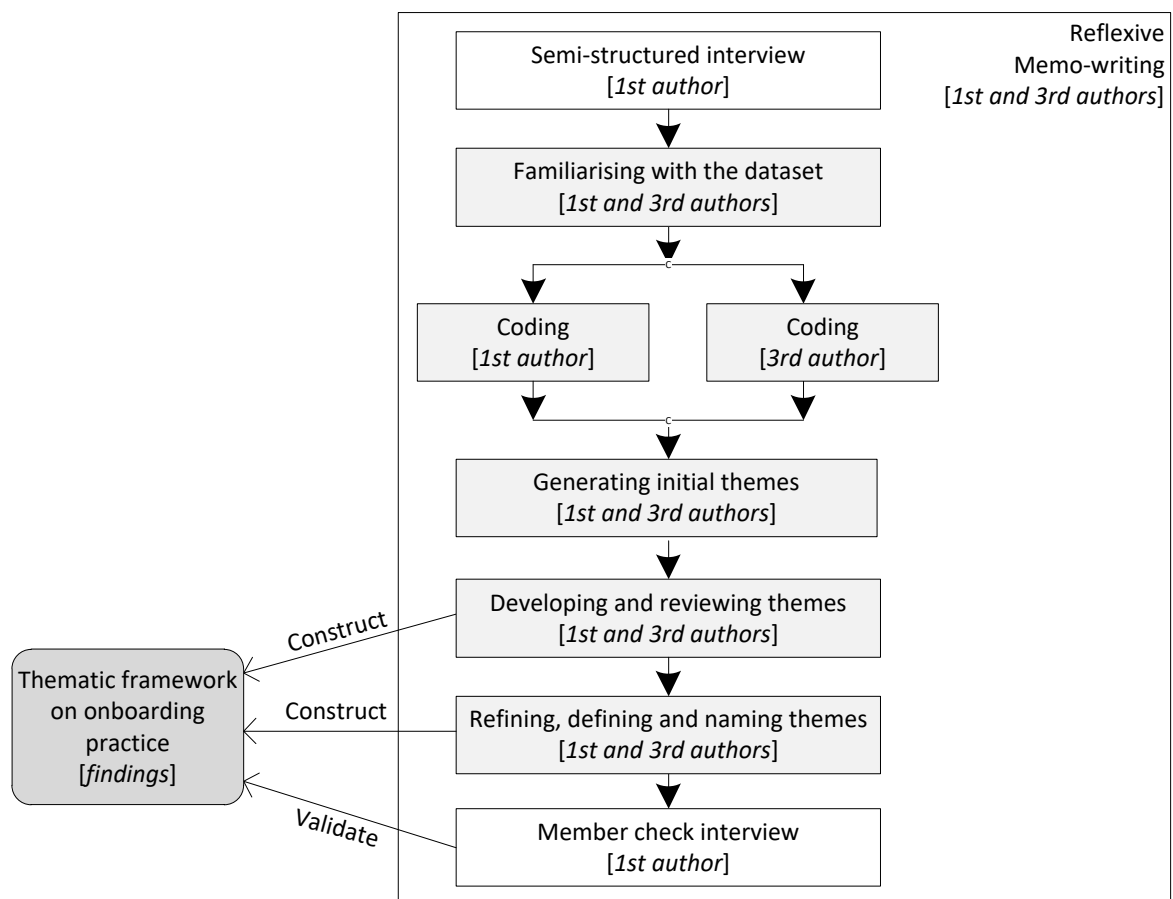 Reflexive
Memo-writing
[1st and 3rd authors]
Semi-structured interview
[1st author]
Familiarising with the dataset
[1st and 3rd authors]
C
Coding
[1st author]
Coding
[3rd author]
C
Generating initial themes
[1st and 3rd authors]
Developing and reviewing themes
[1st and 3rd authors]
Construct
Thematic framework
on onboarding
practice
[findings]
Construct
Refining, defining and naming themes
[1st and 3rd authors]
Validate
Member check interview
[1st author]